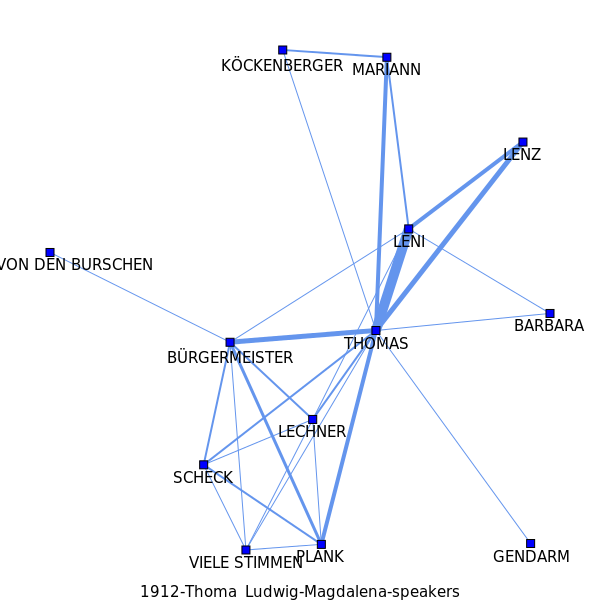 KÖCKENBERGER
MARIANN
LENZ
LENI
VON DEN BURSCHEN
BARBARA
THOMAS
BÜRGERMEISTER
LECHNER
SCHECK
VIELE STIMMEN
PLANK
GENDARM
1912-Thoma_Ludwig-Magdalena-speakers